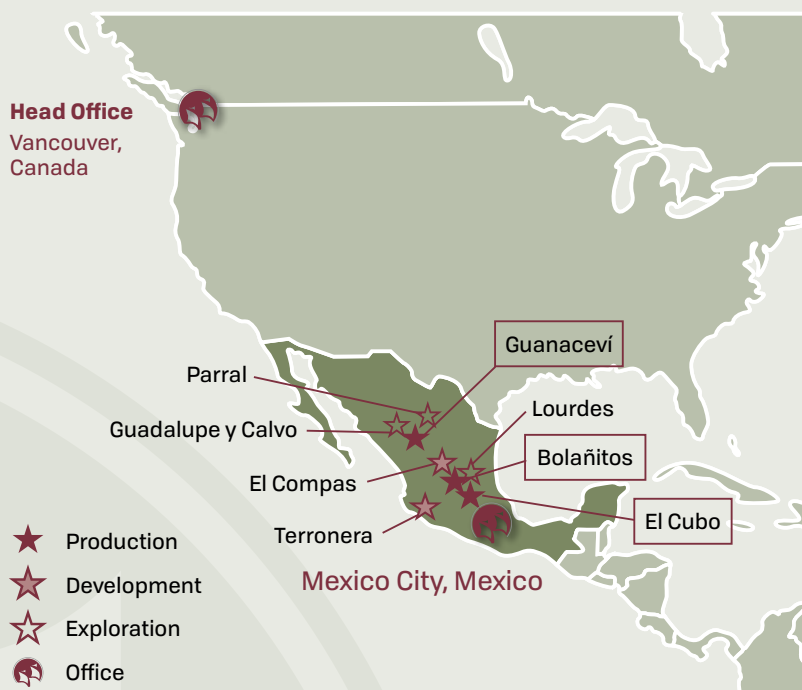 Head Office
Vancouver,
Canada
Guanaceví
Parral
Lourdes
Guadalupe y Calvo
Bolañitos
El Compas
El Cubo
Terronera
Mexico City, Mexico
Production
Development
Exploration
Office